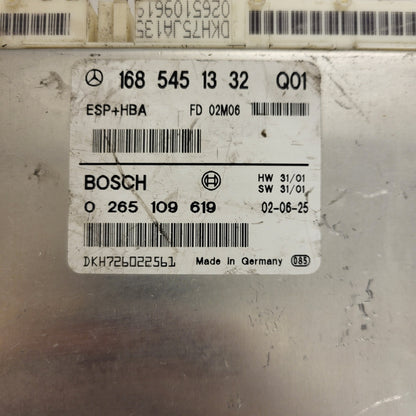 DKH75JA135
0265109619
168 545 13 32 Q01
ESP+HBA FD 02M06
BOSCH HW 31/01
SW 31/01
0 265 109 619 02-06-25
DKH726022561 Made in Germany 085